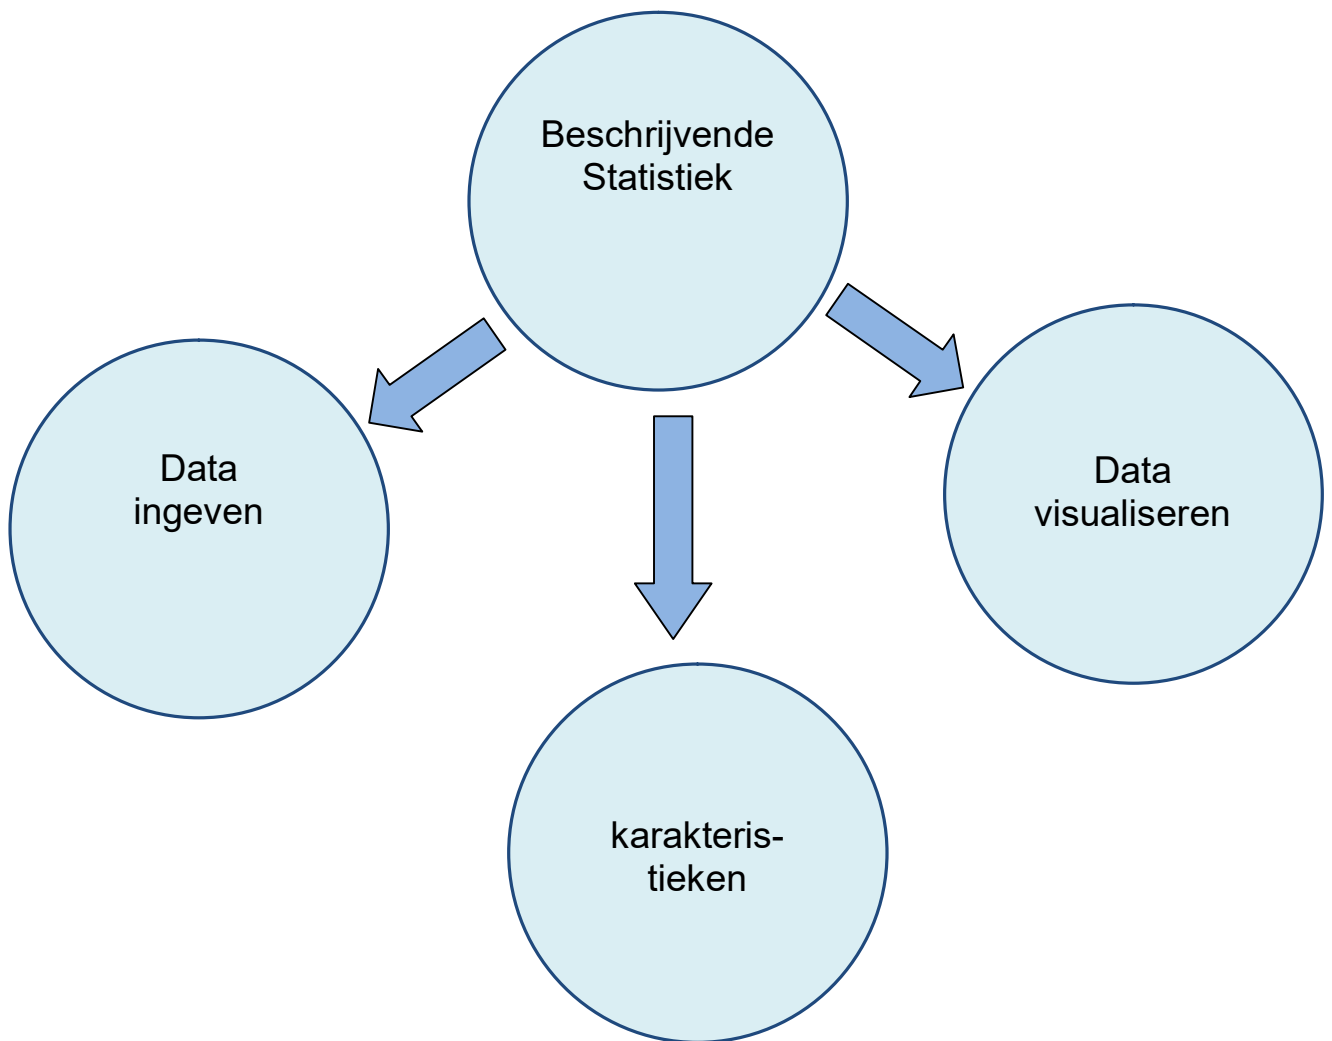 Beschrijvende
Statistiek
Data
ingeven
Data
visualiseren
karakteris-
tieken